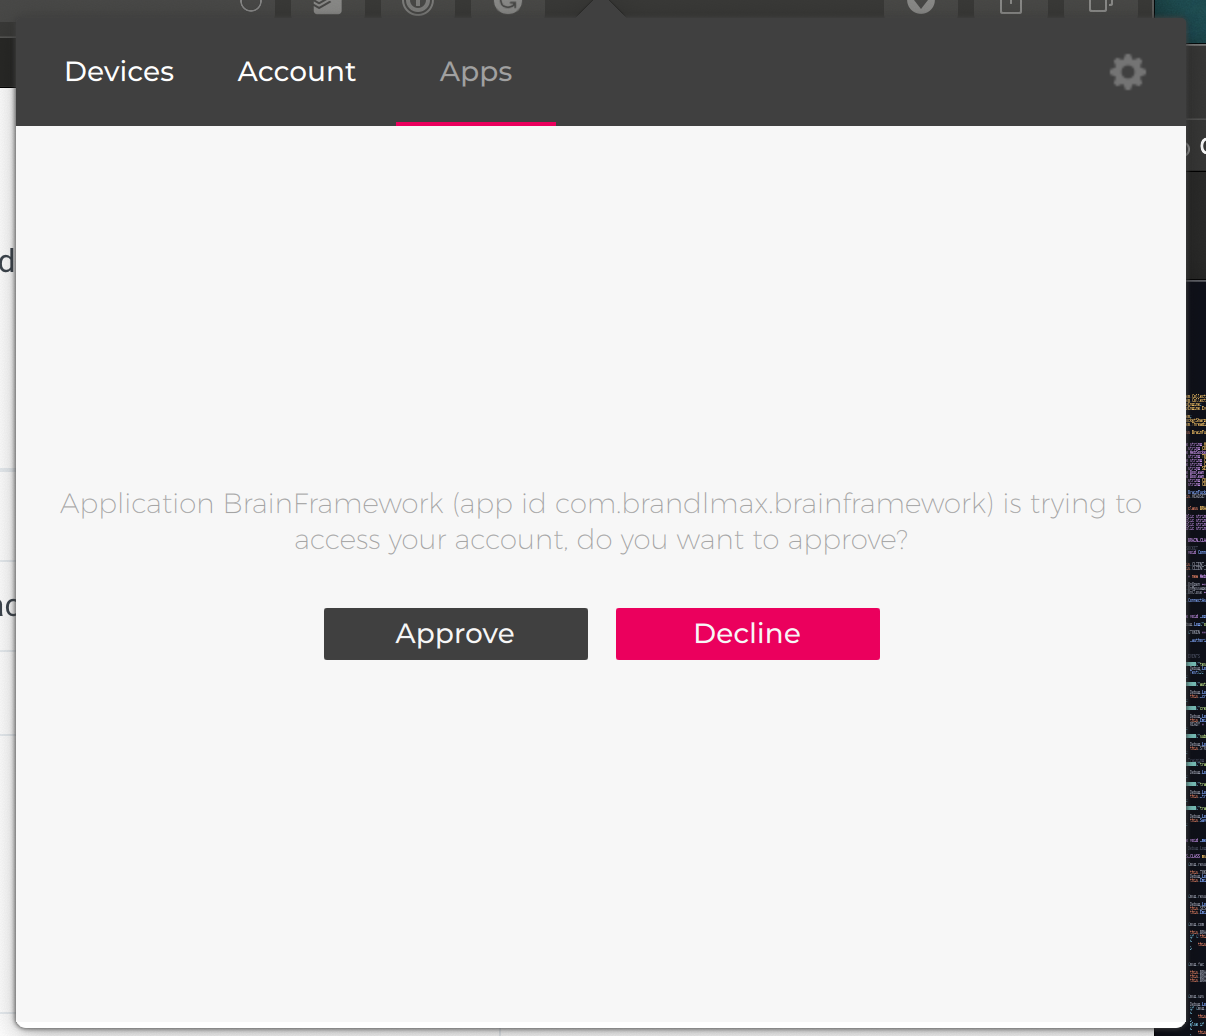 Devices Account Apps
Application BrainFramework (app id com.brandlmax.brainframework) is trying to
access your account, do you want to approve?
Approve Decline